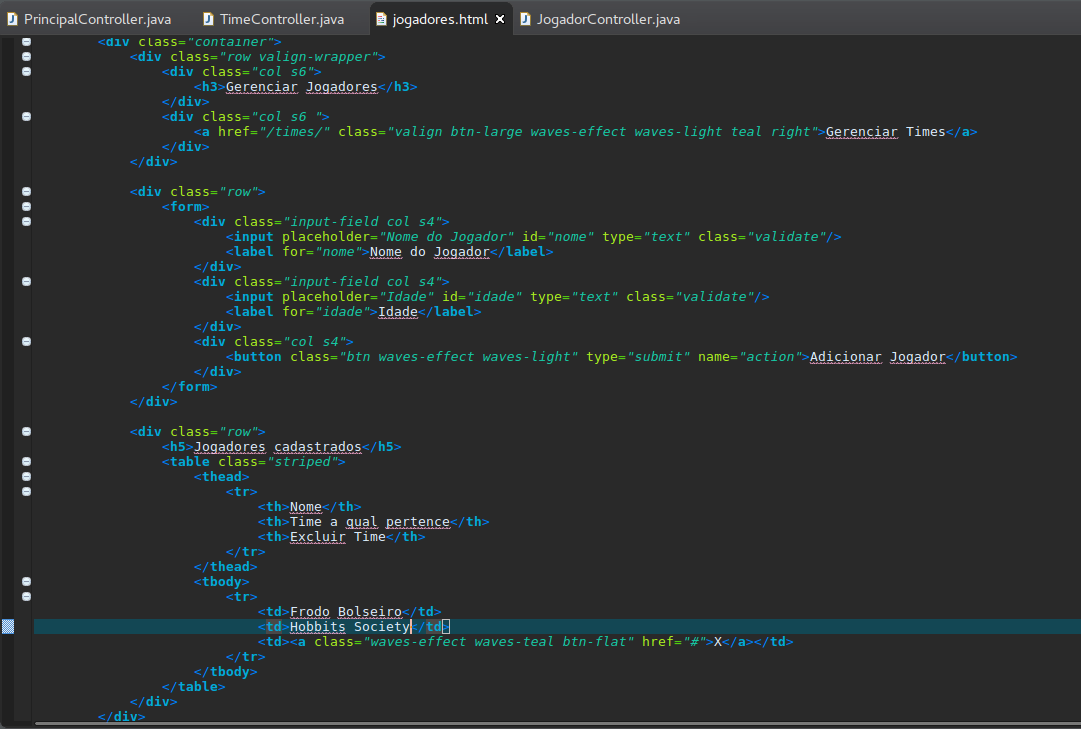 PrincipalController.java TimeController.java jogadores.html JogadorController.java
<div class="container">
<div class="row valign-wrapper">
<div class="col s6">
<h3>Gerenciar Jogadores</h3>
</div>
<div class="col s6 ">
<a href="/times/" class="valign btn-large waves-effect waves-light teal right">Gerenciar Times</a>
</div>
</div>
<div class="row">
<form>
<div class="input-field col s4">
<input placeholder="Nome do Jogador" id="nome" type="text" class="validate"/>
<label for="nome">Nome do Jogador</label>
</div>
<div class="input-field col s4">
<input placeholder="Idade" id="idade" type="text" class="validate"/>
<label for="idade">Idade</label>
</div>
<div class="col s4">
<button class="btn waves-effect waves-light" type="submit" name="action">Adicionar Jogador</button>
</div>
</form>
</div>
<div class="row">
<h5>Jogadores cadastrados</h5>
<table class="striped">
<thead>
<tr>
<th>Nome</th>
<th>Time a qual pertence</th>
<th>Excluir Time</th>
</tr>
</thead>
<tbody>
<tr>
<td>Frodo Bolseiro</td>
<td>Hobbits Society</td>
<td><a class="waves-effect waves-teal btn-flat" href="#">X</a></td>
</tr>
</tbody>
</table>
</div>
</div>